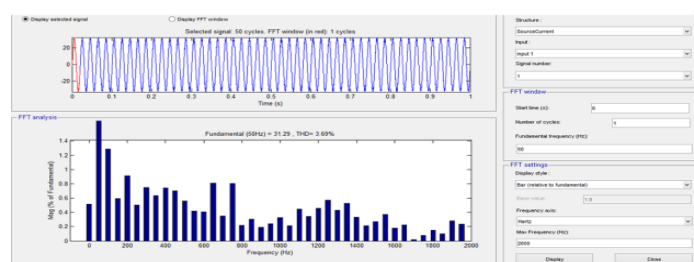 Display selected signal
Display FFT window
Selected signal: 50 cycles. FFT window (in red): 1 cycles
20
0
-20
0 0.1 0.2 0.3 0.4 0.5 0.6 0.7 0.8 0.9 1
Time (s)
FFT analysis
Fundamental (50Hz) = 31.29 , THD= 3.69%
Mag (% of Fundamental)
1.4
1.2
1
0.8
0.6
0.4
0.2
0
0 200 400 600 800 1000 1200 1400 1600 1800 2000
Frequency (Hz)
Structure :
SourceCurrent
Input :
input 1
Signal number:
1
FFT window
Start time (s): 0
Number of cycles: 1
Fundamental frequency (Hz):
50
FFT settings
Display style :
Bar (relative to fundamental)
Base value: 1.0
Frequency axis:
Hertz
Max Frequency (Hz):
2000
Display
Close